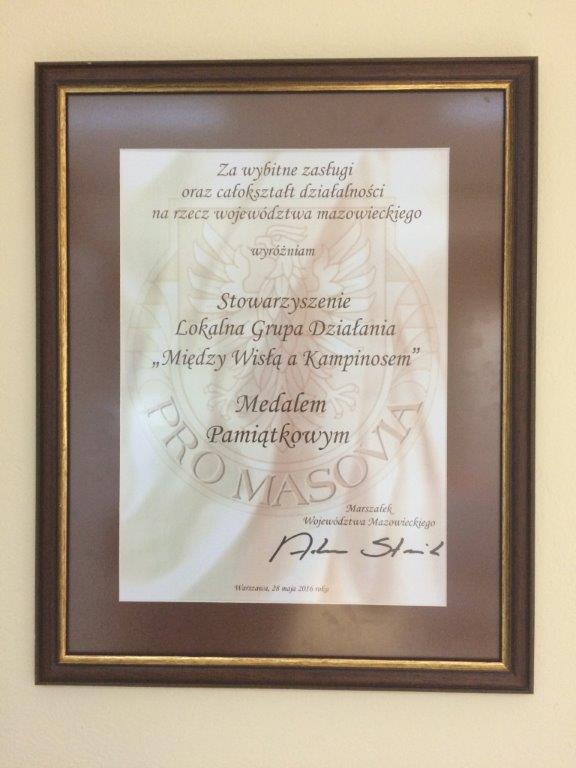 Za wybitne zasługi
oraz całokształt działalności
na rzecz województwa mazowieckiego
wyróżniam
Stowarzyszenie
Lokalna Grupa Działania
„Między Wisłą a Kampinosem”
Medalem
Pamiątkowym
PRO MASOVIA
Marszałek
Województwa Mazowieckiego
Warszawa, 28 maja 2016 roku